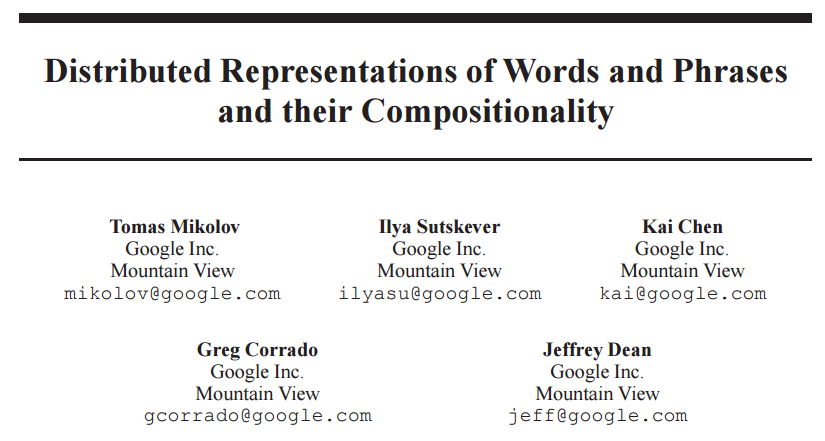 Distributed Representations of Words and Phrases
and their Compositionality
Tomas Mikolov
Google Inc.
Mountain View
mikolov@google.com
Ilya Sutskever
Google Inc.
Mountain View
ilyasu@google.com
Kai Chen
Google Inc.
Mountain View
kai@google.com
Greg Corrado
Google Inc.
Mountain View
gcorrado@google.com
Jeffrey Dean
Google Inc.
Mountain View
jeff@google.com